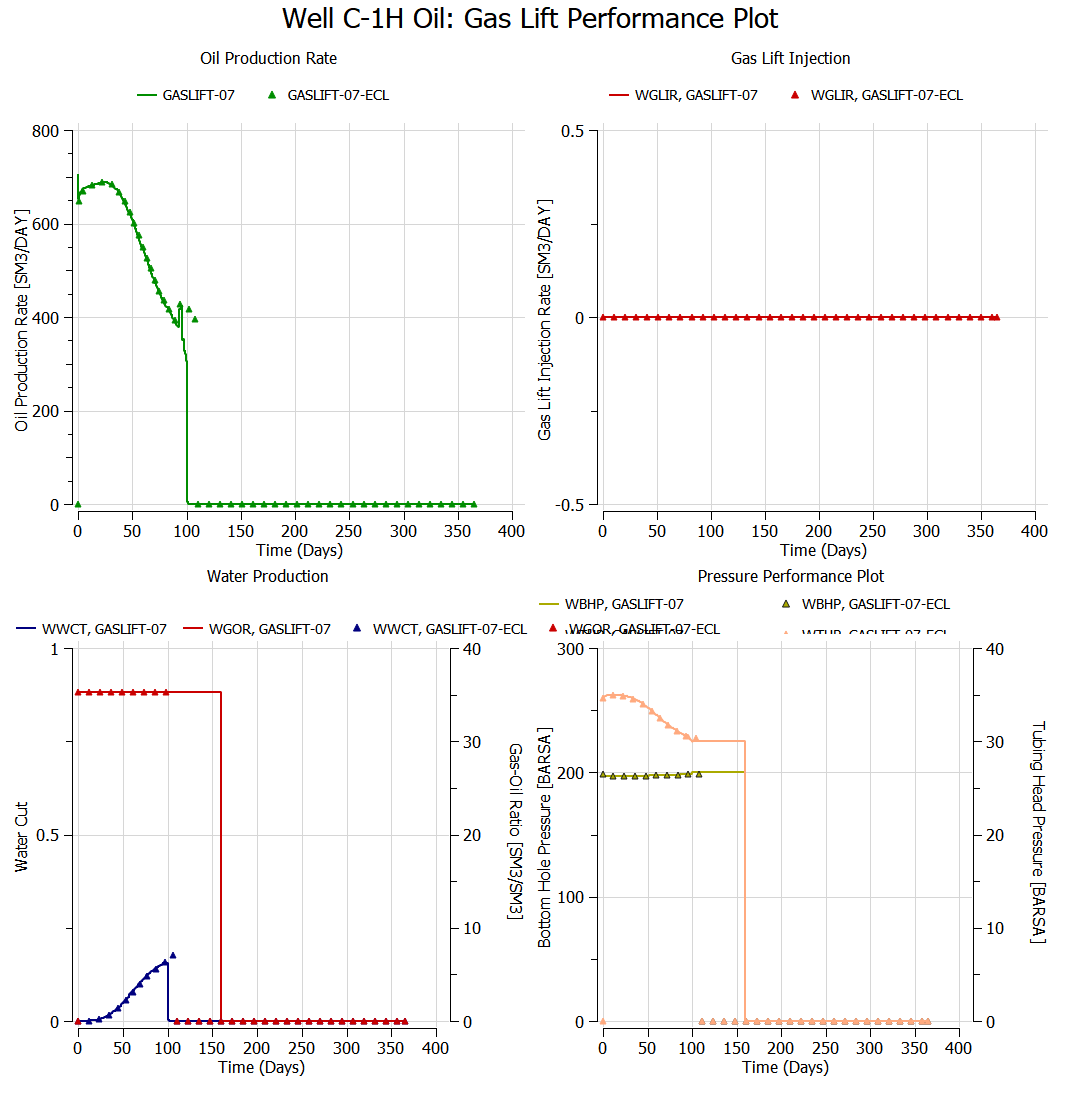 Well C-1H Oil: Gas Lift Performance Plot
Oil Production Rate
GASLIFT-07 GASLIFT-07-ECL
Oil Production Rate [SM3/DAY]
800
600
400
200
0
0 50 100 150 200 250 300 350 400
Time (Days)
Gas Lift Injection
WGLIR, GASLIFT-07 WGLIR, GASLIFT-07-ECL
Gas Lift Injection Rate [SM3/DAY]
0.5
0
-0.5
0 50 100 150 200 250 300 350 400
Time (Days)
Water Production
WWCT, GASLIFT-07 WGOR, GASLIFT-07 WWCT, GASLIFT-07-ECL WGOR, GASLIFT-07-ECL
Water Cut
1
0.5
0
40
30
20
10
0
Gas-Oil Ratio [SM3/SM3]
0 50 100 150 200 250 300 350 400
Time (Days)
Pressure Performance Plot
WBHP, GASLIFT-07 WBHP, GASLIFT-07-ECL
Bottom Hole Pressure [BARSA]
300
200
100
0
40
30
20
10
0
Tubing Head Pressure [BARSA]
0 50 100 150 200 250 300 350 400
Time (Days)